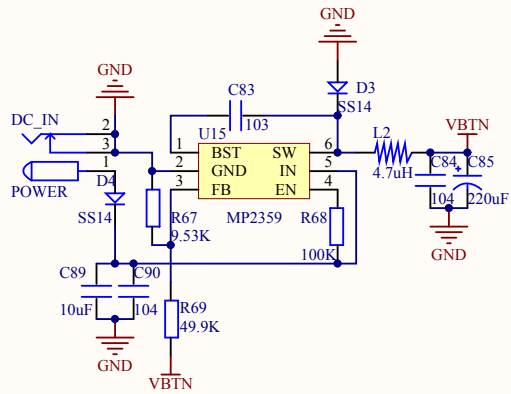 GND
GND
C83
D3
SS14
DC_IN
2
103
U15
VBTN
3
1
BST
SW
6
L2
1
2
GND
IN
5
C84
C85
+
POWER
D4
3
FB
EN
4
4.7uH
SS14
R67
MP2359
R68
104
220uF
9.53K
100K
GND
C89
C90
10uF
104
R69
49.9K
GND
VBTN